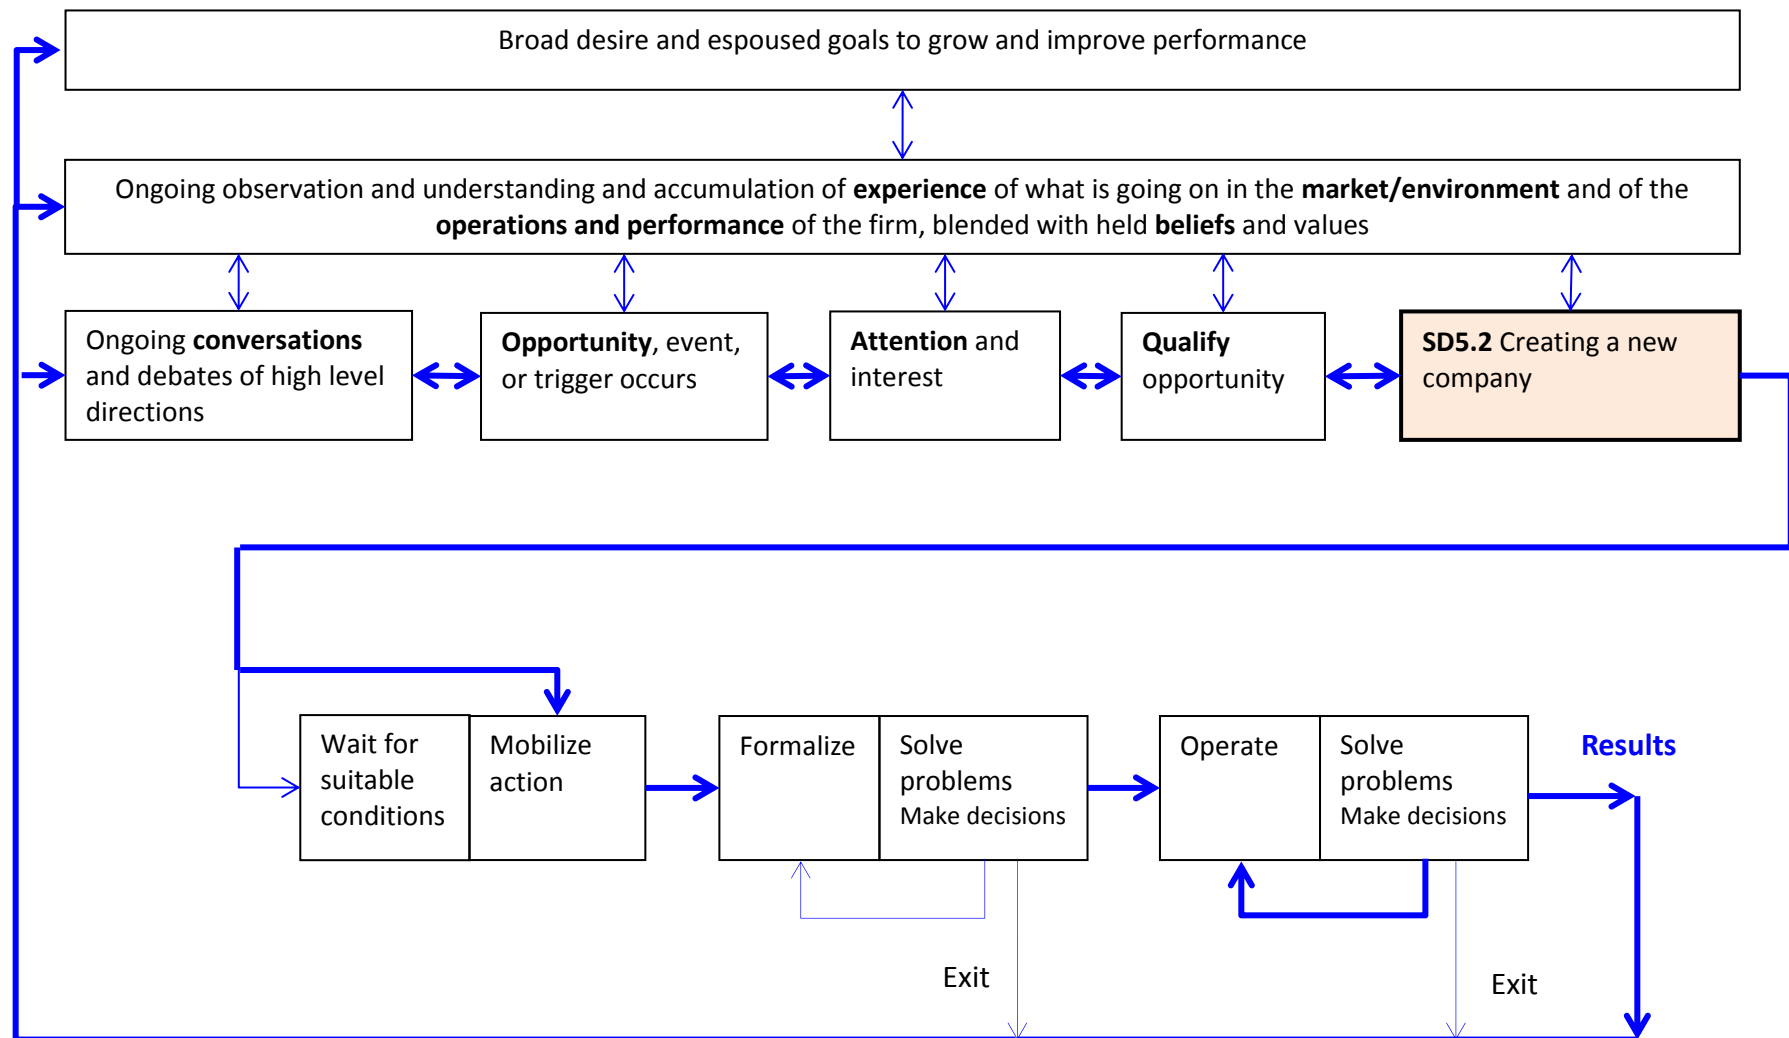 Broad desire and espoused goals to grow and improve performance
Ongoing observation and understanding and accumulation of experience of what is going on in the market/environment and of the
operations and performance of the firm, blended with held beliefs and values
Ongoing conversations
and debates of high level
directions
Opportunity, event,
or trigger occurs
Attention and
interest
Qualify
opportunity
SD5.2 Creating a new
company
Wait for
suitable
conditions
Mobilize
action
Formalize
Solve
problems
Make decisions
Operate
Solve
problems
Make decisions
Results
Exit
Exit